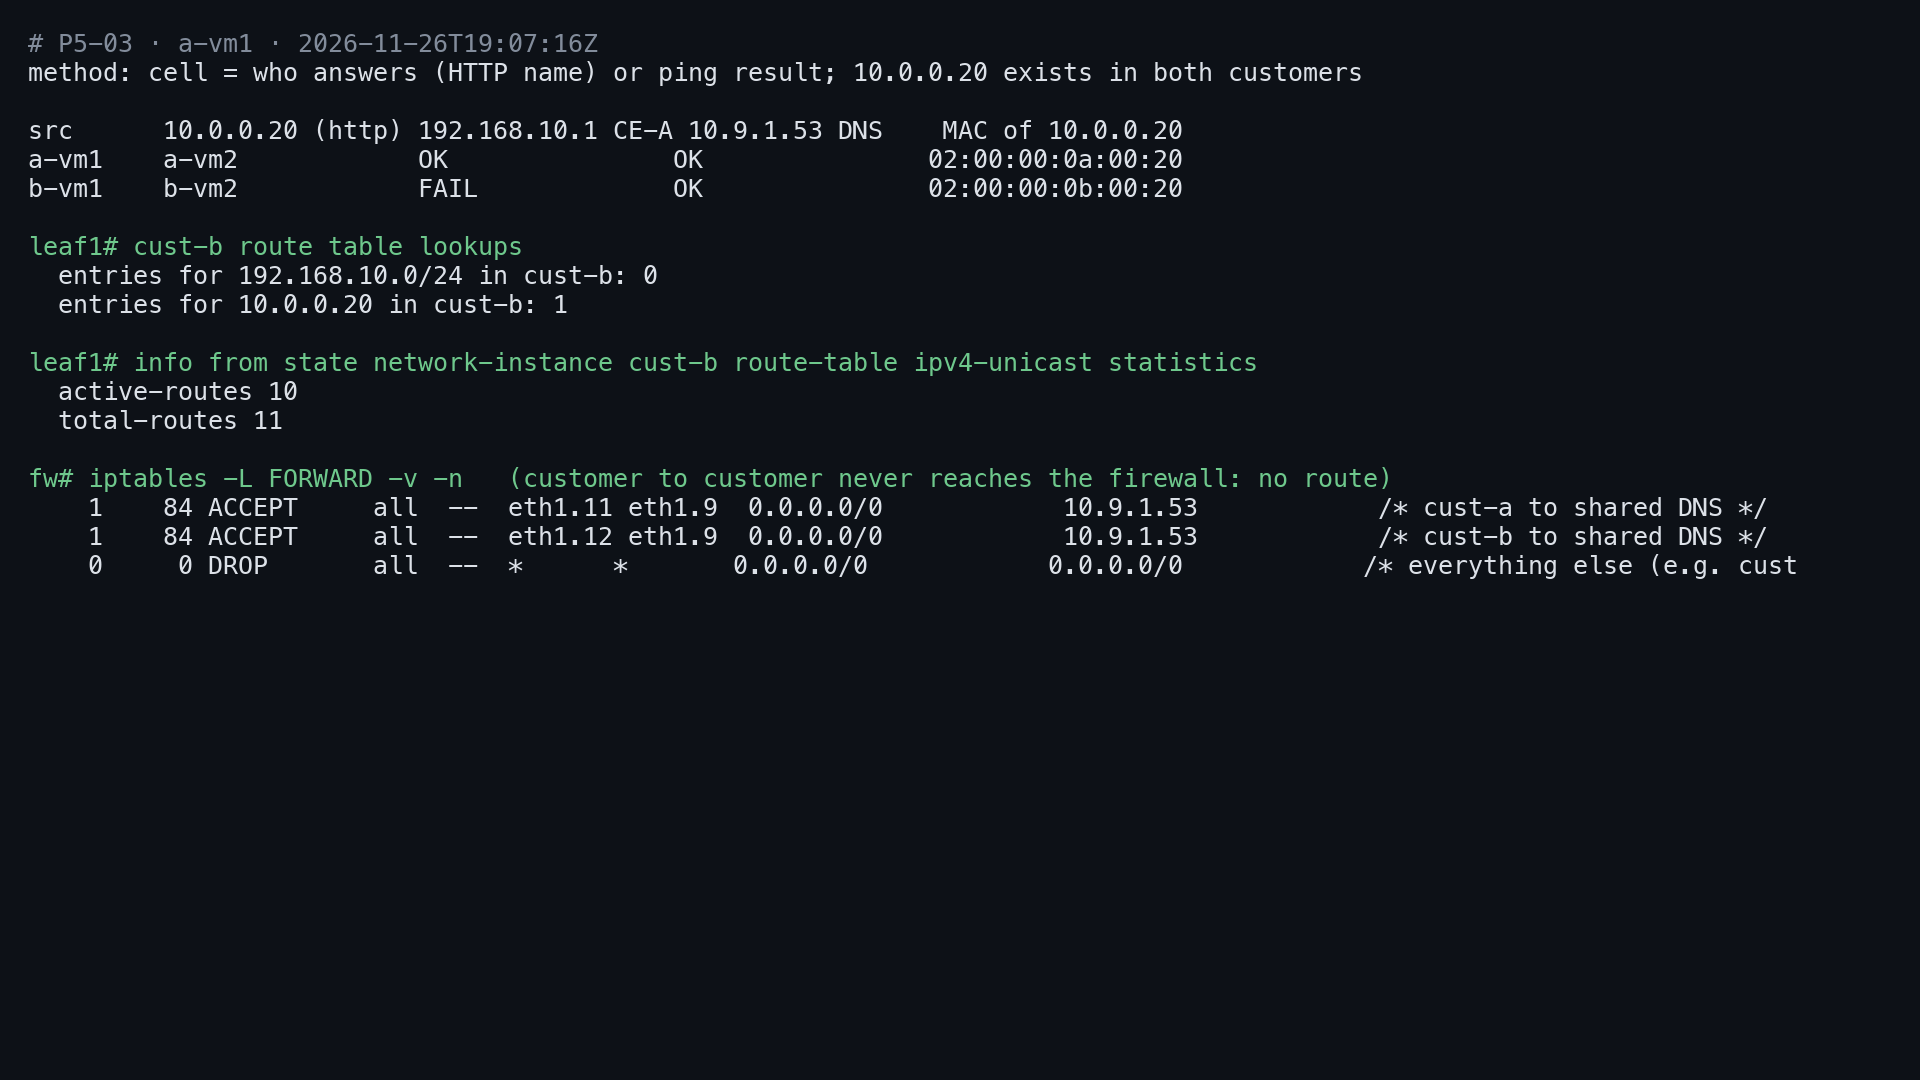 # P5-03 · a-vm1 · 2026-11-26T19:07:16Z
method: cell = who answers (HTTP name) or ping result; 10.0.0.20 exists in both customers
src      10.0.0.20 (http) 192.168.10.1 CE-A 10.9.1.53 DNS    MAC of 10.0.0.20
a-vm1    a-vm2            OK               OK               02:00:00:0a:00:20
b-vm1    b-vm2            FAIL             OK               02:00:00:0b:00:20
leaf1# cust-b route table lookups
  entries for 192.168.10.0/24 in cust-b: 0
  entries for 10.0.0.20 in cust-b: 1
leaf1# info from state network-instance cust-b route-table ipv4-unicast statistics
  active-routes 10
  total-routes 11
fw# iptables -L FORWARD -v -n   (customer to customer never reaches the firewall: no route)
    1    84 ACCEPT     all  --  eth1.11 eth1.9  0.0.0.0/0            10.9.1.53            /* cust-a to shared DNS */
    1    84 ACCEPT     all  --  eth1.12 eth1.9  0.0.0.0/0            10.9.1.53            /* cust-b to shared DNS */
    0     0 DROP       all  --  *      *       0.0.0.0/0            0.0.0.0/0            /* everything else (e.g. cust